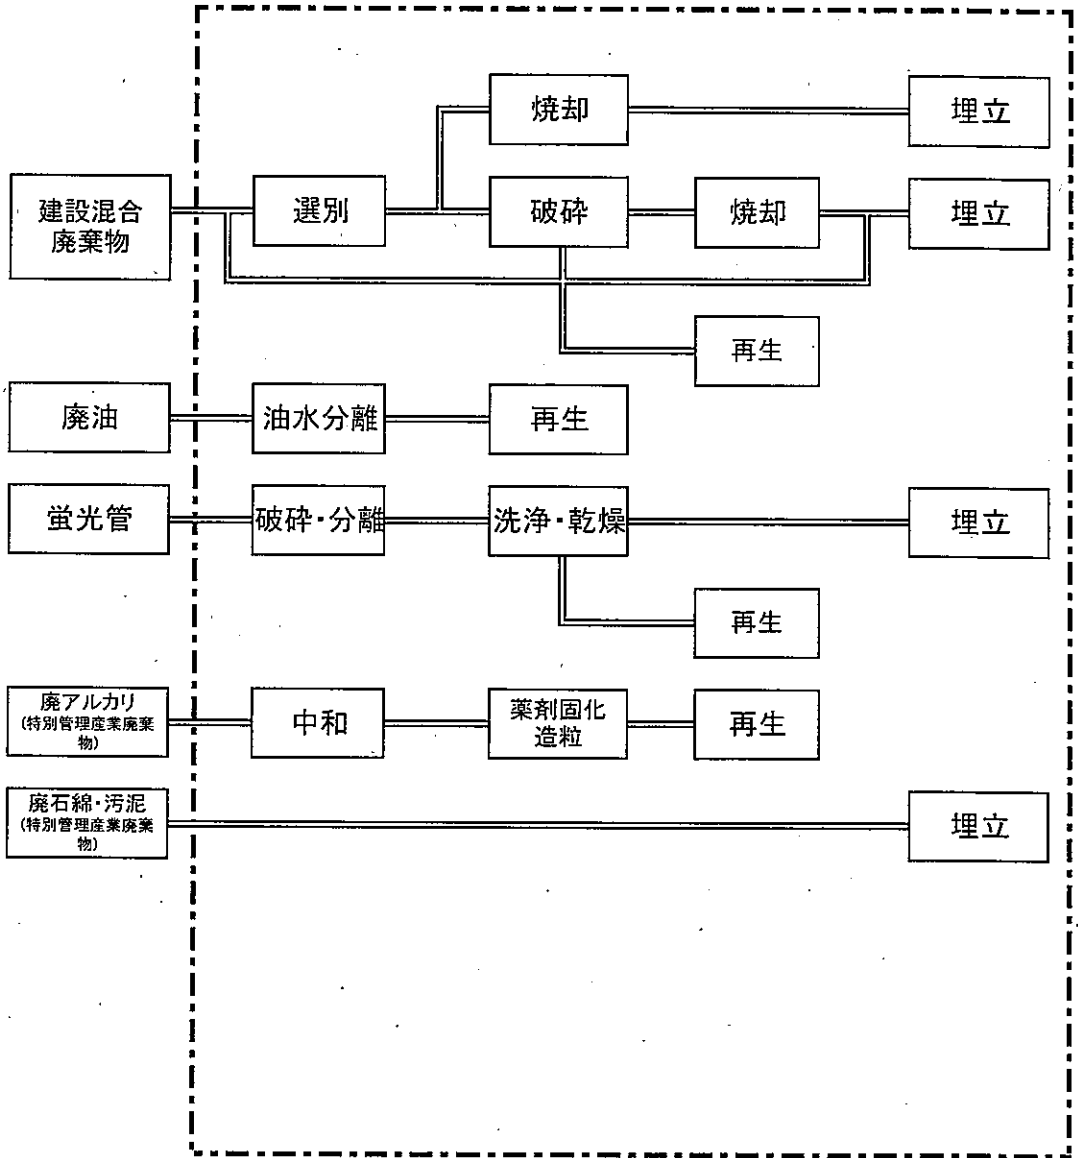 焼却
埋立
建設混合
廃棄物
選別
破砕
焼却
埋立
再生
廃油
油水分離
再生
蛍光管
破砕・分離
洗浄・乾燥
埋立
再生
廃アルカリ
(特別管理産業廃棄
物)
中和
薬剤固化
造粒
再生
廃石綿・汚泥
(特別管理産業廃棄
物)
埋立